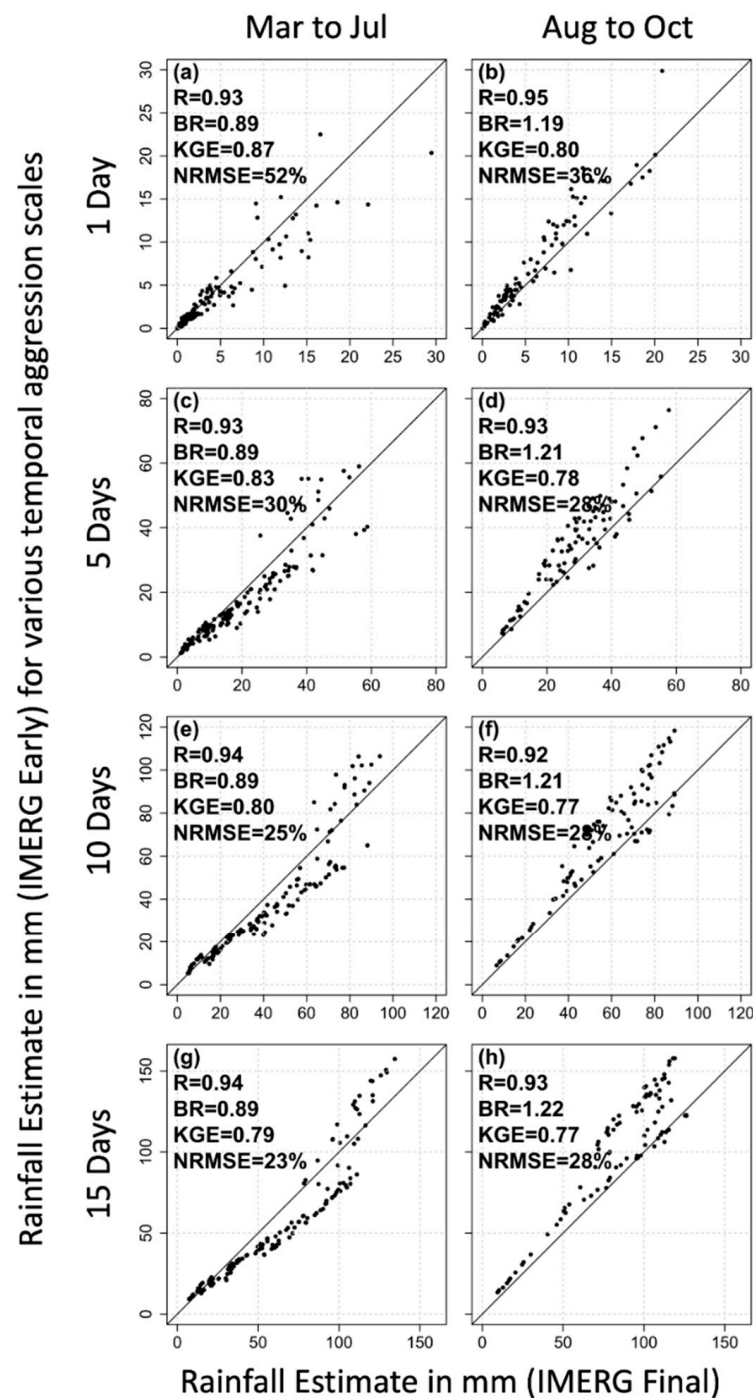 Mar to Jul
Aug to Oct
Rainfall Estimate in mm (IMERG Early) for various temporal aggression scales
1 Day
(a)
R=0.93
BR=0.89
KGE=0.87
NRMSE=52%
0 5 10 15 20 25 30
0 5 10 15 20 25 30
(b)
R=0.95
BR=1.19
KGE=0.80
NRMSE=36%
0 5 10 15 20 25 30
5 Days
(c)
R=0.93
BR=0.89
KGE=0.83
NRMSE=30%
0 20 40 60 80
0 20 40 60 80
(d)
R=0.93
BR=1.21
KGE=0.78
NRMSE=28%
0 20 40 60 80
10 Days
(e)
R=0.94
BR=0.89
KGE=0.80
NRMSE=25%
0 20 40 60 80 100 120
0 20 40 60 80 100 120
(f)
R=0.92
BR=1.21
KGE=0.77
NRMSE=28%
0 20 40 60 80 100 120
15 Days
(g)
R=0.94
BR=0.89
KGE=0.79
NRMSE=23%
0 50 100 150
0 50 100 150
(h)
R=0.93
BR=1.22
KGE=0.77
NRMSE=28%
0 50 100 150
Rainfall Estimate in mm (IMERG Final)